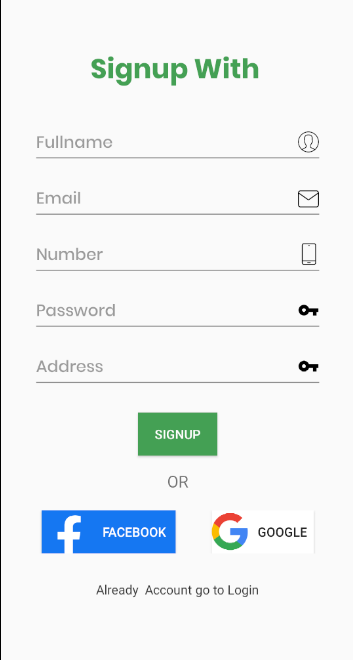 Signup With
Fullname
Email
Number
Password
Address
SIGNUP
OR
FACEBOOK GOOGLE
Already Account go to Login